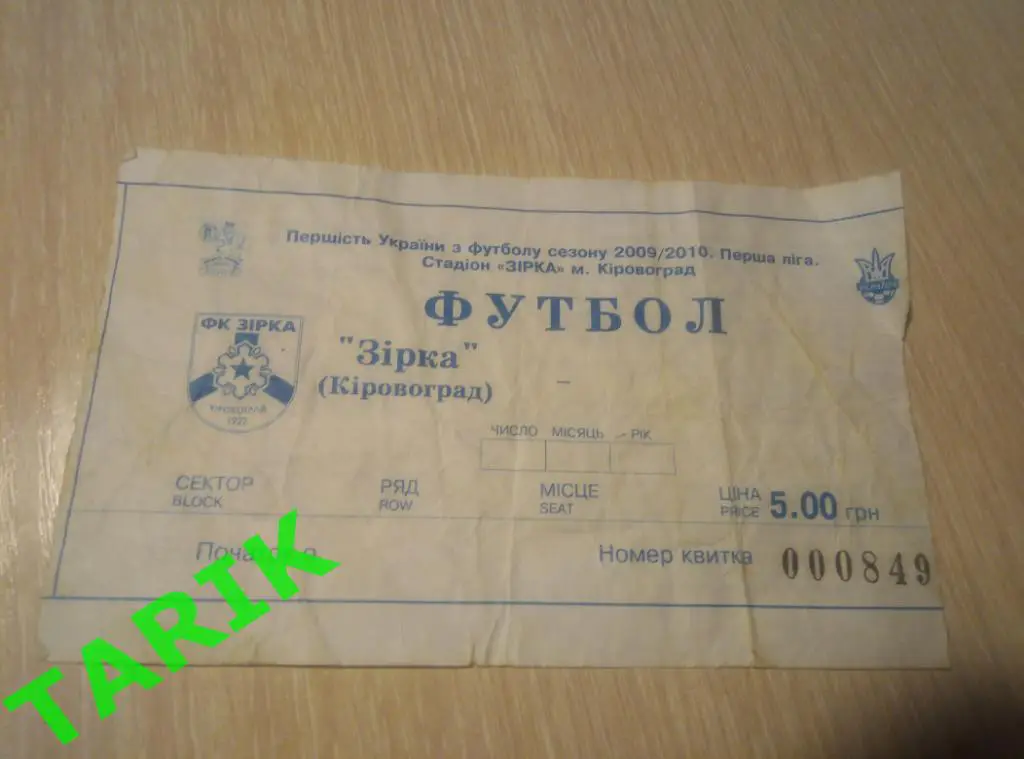 Першість України з футболу сезону 2009/2010. Перша ліга.
Стадіон «ЗІРКА» м. Кіровоград
ФУТБОЛ
ФК ЗІРКА
КІРОВОГРАД
1922
"Зірка"
(Кіровоград)
–
ЧИСЛО МІСЯЦЬ РІК
СЕКТОР РЯД МІСЦЕ ЦІНА 5.00 грн
BLOCK ROW SEAT PRICE
Номер квитка 000849
TARIK